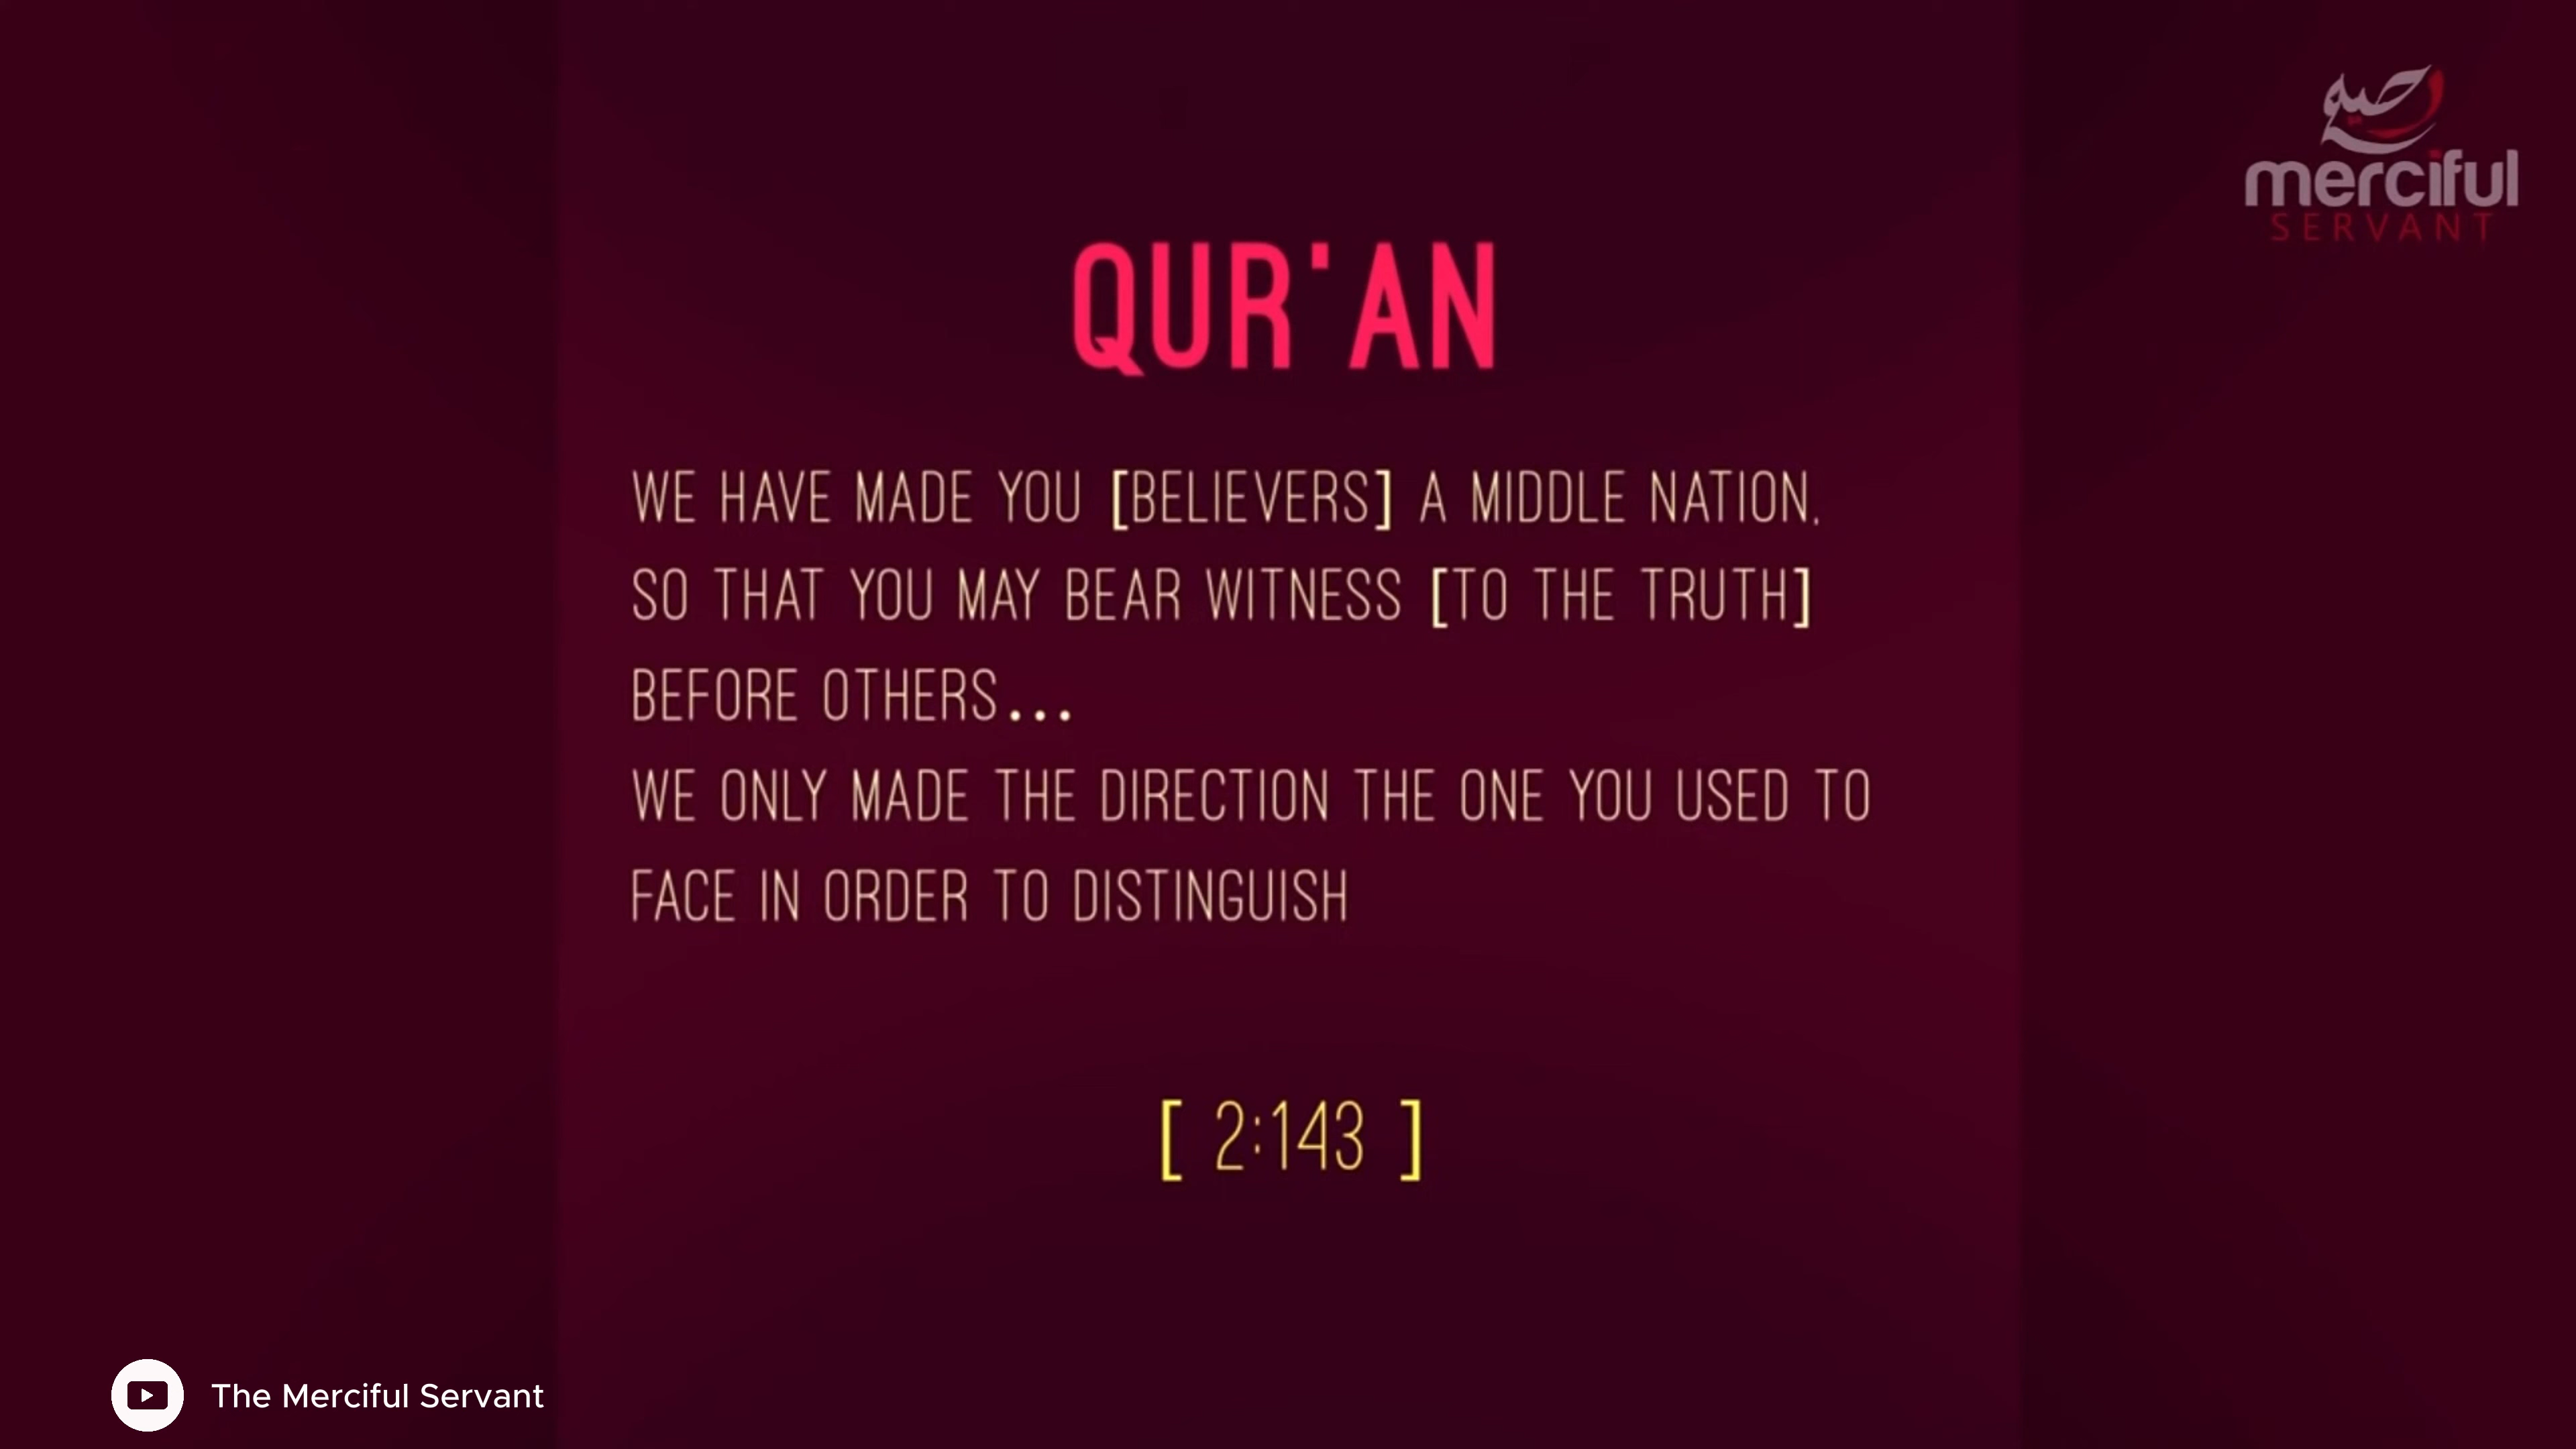 merciful
SERVANT
QUR'AN
WE HAVE MADE YOU [BELIEVERS] A MIDDLE NATION,
SO THAT YOU MAY BEAR WITNESS [TO THE TRUTH]
BEFORE OTHERS...
WE ONLY MADE THE DIRECTION THE ONE YOU USED TO
FACE IN ORDER TO DISTINGUISH
[ 2:143 ]
The Merciful Servant